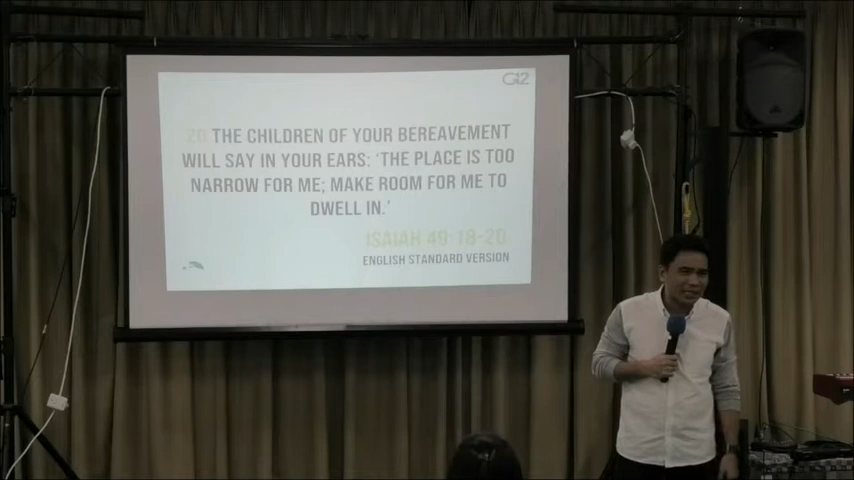 G12
20 THE CHILDREN OF YOUR BEREAVEMENT
WILL SAY IN YOUR EARS: ‘THE PLACE IS TOO
NARROW FOR ME; MAKE ROOM FOR ME TO
DWELL IN.’
ISAIAH 49:18-20
ENGLISH STANDARD VERSION